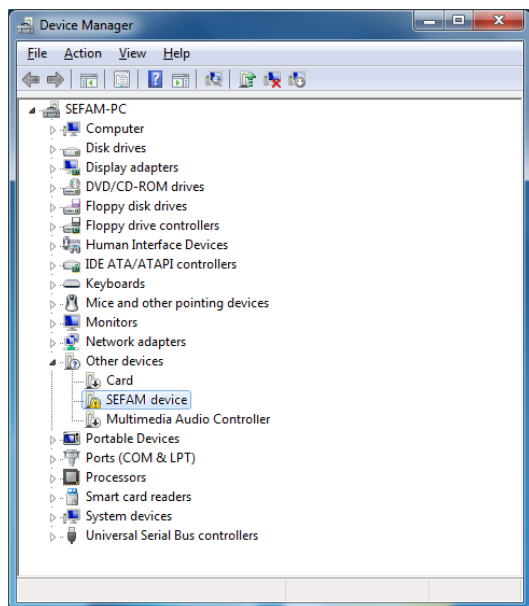 Device Manager
File Action View Help
SEFAM-PC
Computer
Disk drives
Display adapters
DVD/CD-ROM drives
Floppy disk drives
Floppy drive controllers
Human Interface Devices
IDE ATA/ATAPI controllers
Keyboards
Mice and other pointing devices
Monitors
Network adapters
Other devices
Card
SEFAM device
Multimedia Audio Controller
Portable Devices
Ports (COM & LPT)
Processors
Smart card readers
System devices
Universal Serial Bus controllers